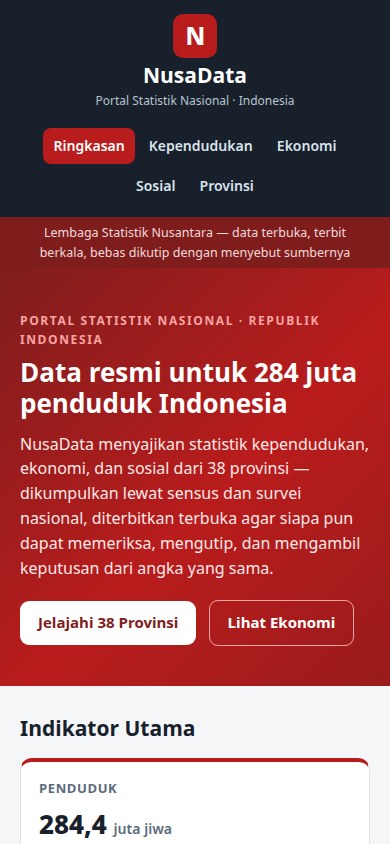 N
NusaData
Portal Statistik Nasional · Indonesia
Ringkasan Kependudukan Ekonomi
Sosial Provinsi
Lembaga Statistik Nusantara — data terbuka, terbit
berkala, bebas dikutip dengan menyebut sumbernya
PORTAL STATISTIK NASIONAL · REPUBLIK
INDONESIA
Data resmi untuk 284 juta
penduduk Indonesia
NusaData menyajikan statistik kependudukan,
ekonomi, dan sosial dari 38 provinsi —
dikumpulkan lewat sensus dan survei
nasional, diterbitkan terbuka agar siapa pun
dapat memeriksa, mengutip, dan mengambil
keputusan dari angka yang sama.
Jelajahi 38 Provinsi Lihat Ekonomi
Indikator Utama
PENDUDUK
284,4 juta jiwa